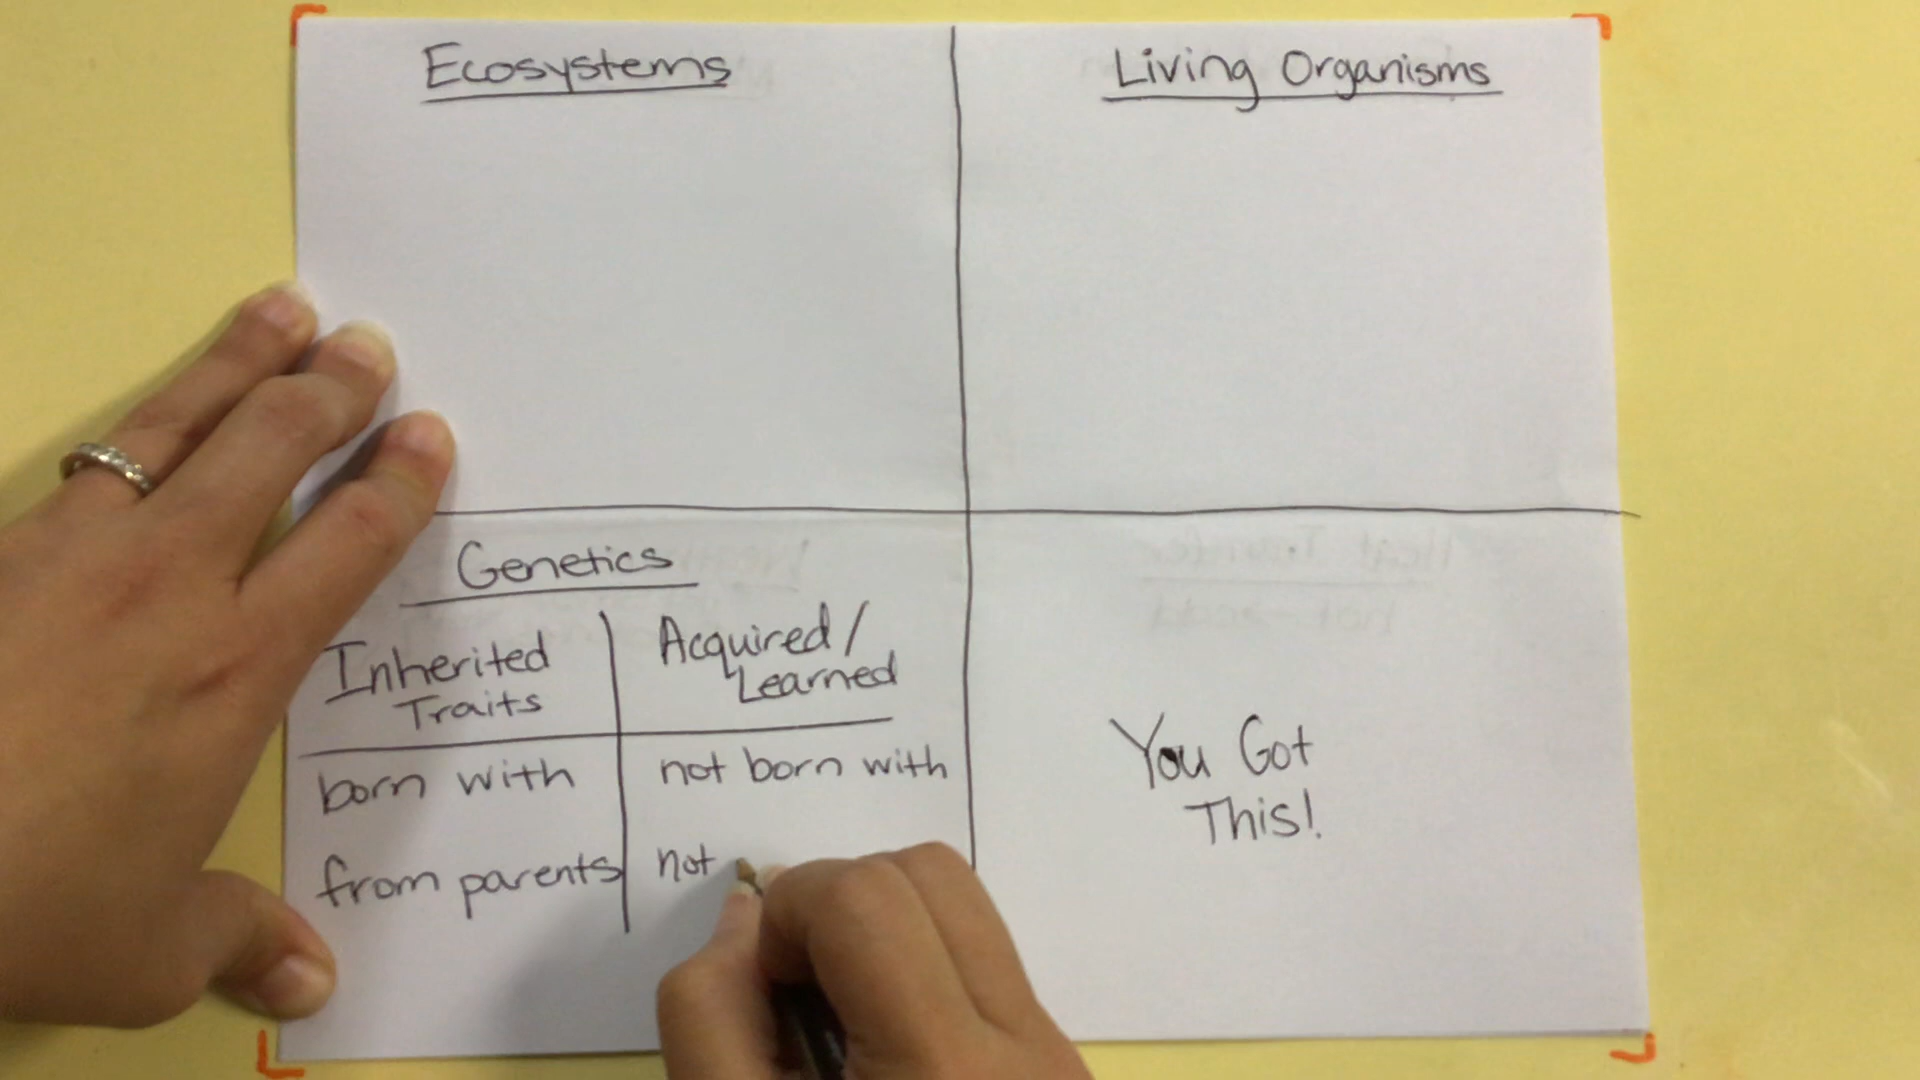 Ecosystems
Living Organisms
Genetics
Inherited
Traits
Acquired/
Learned
born with
not born with
from parents
not
You Got
This!